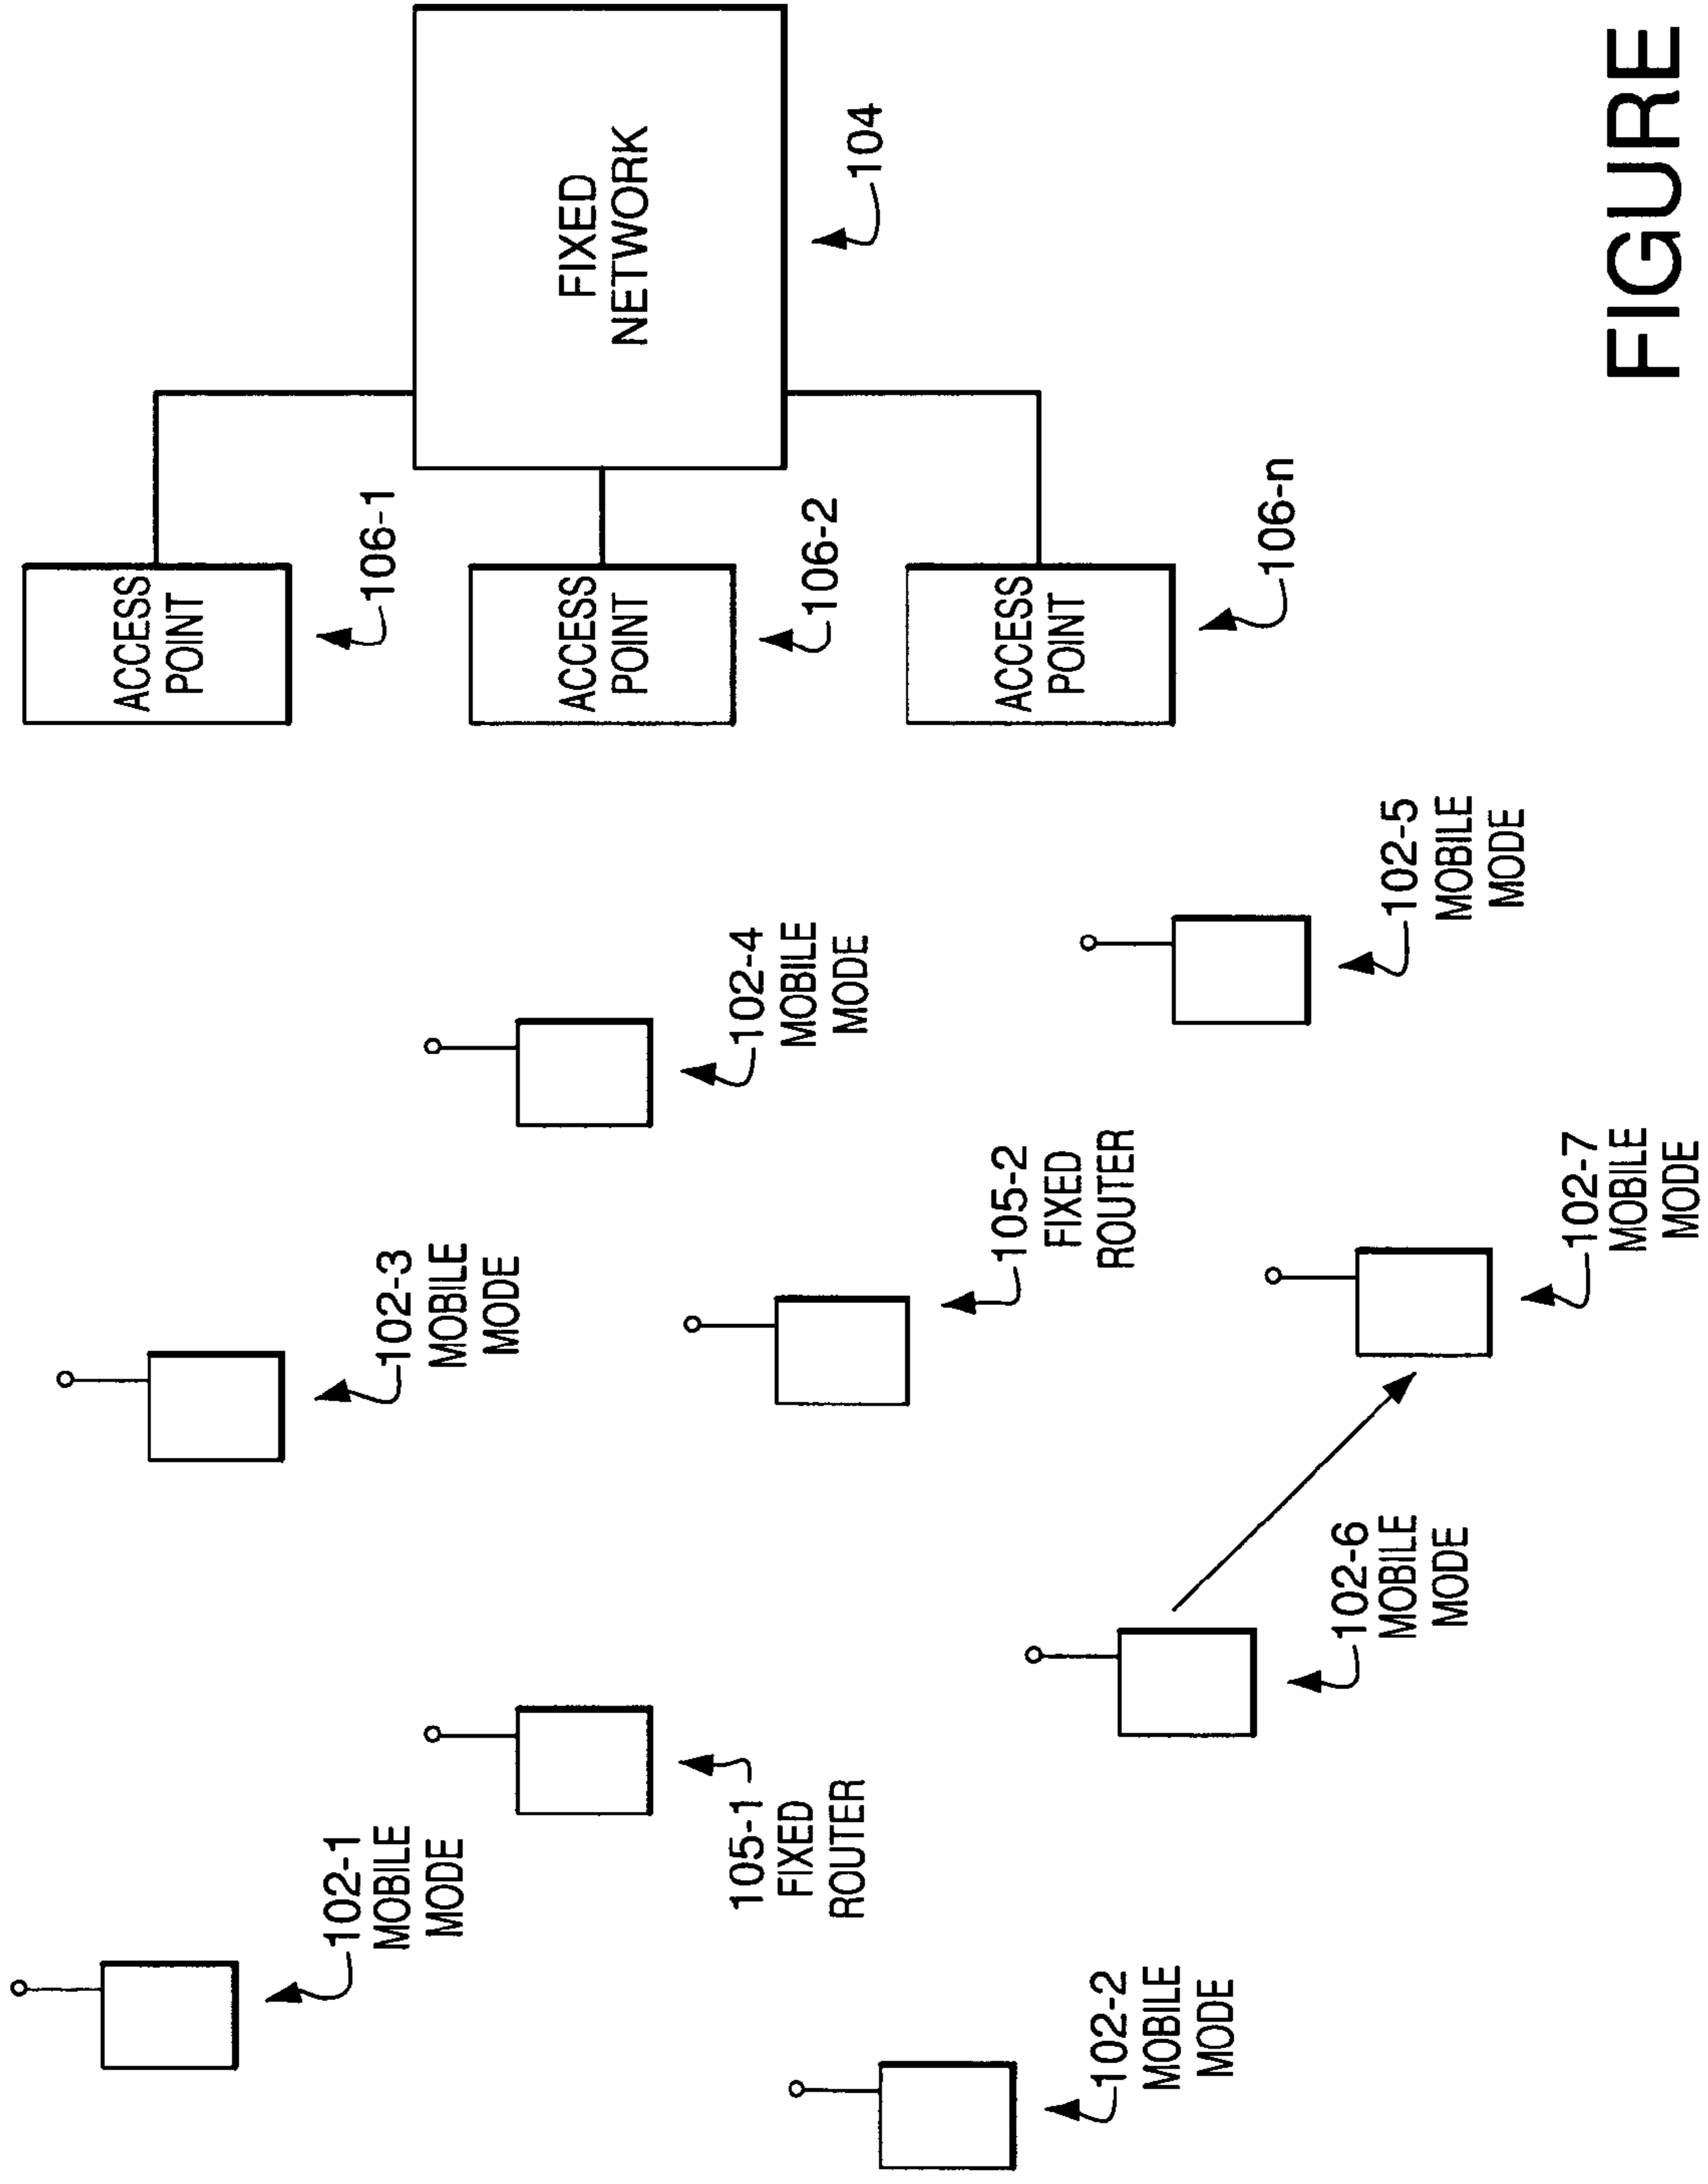 102-1
MOBILE
MODE
102-3
MOBILE
MODE
ACCESS
POINT
106-1
105-1
FIXED
ROUTER
102-4
MOBILE
MODE
ACCESS
POINT
106-2
FIXED
NETWORK
104
102-2
MOBILE
MODE
105-2
FIXED
ROUTER
ACCESS
POINT
106-n
102-6
MOBILE
MODE
102-7
MOBILE
MODE
102-5
MOBILE
MODE
FIGURE